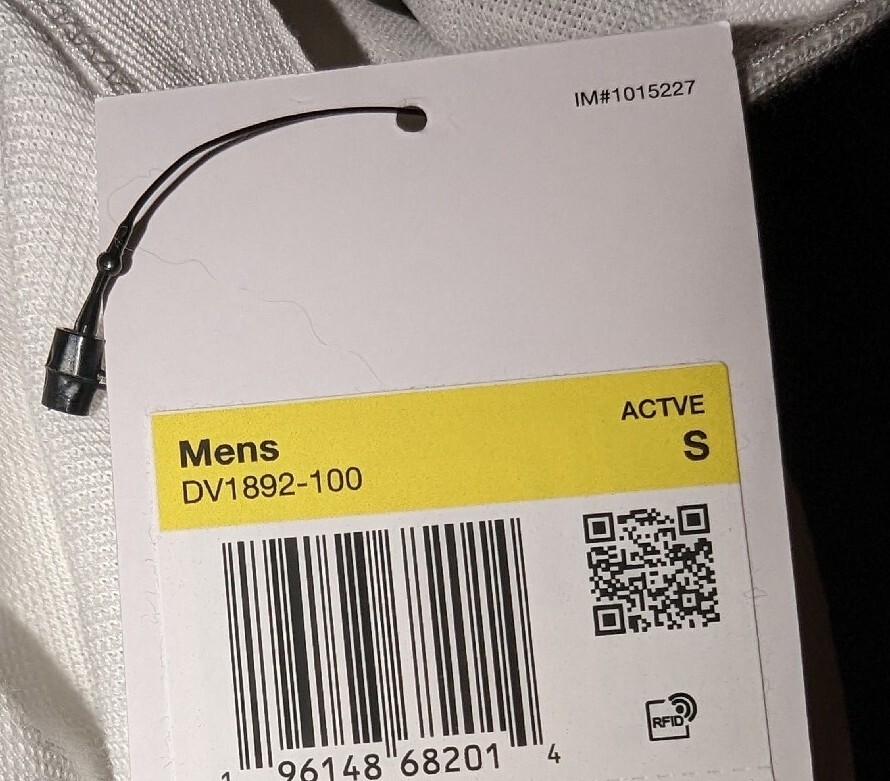 IM#1015227
ACTVE
Mens S
DV1892-100
RFID
1 96148 68201 4